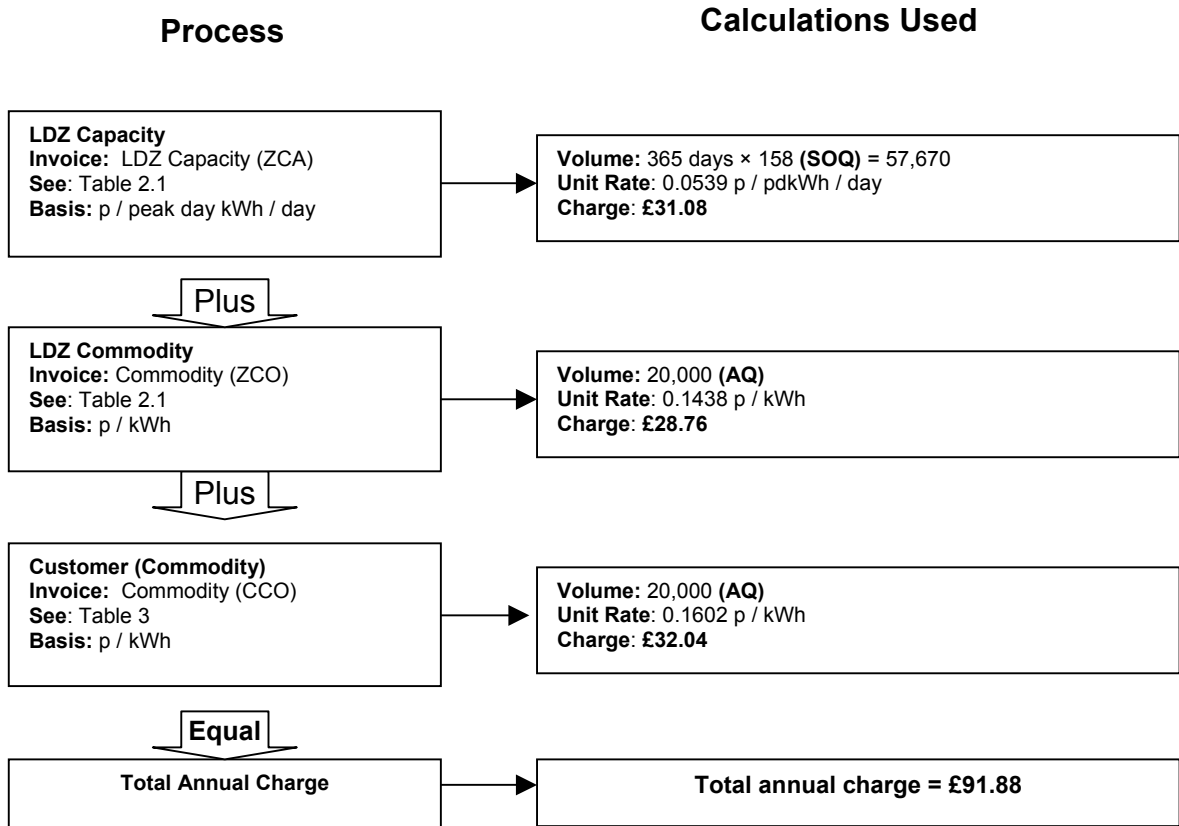 Process
Calculations Used
LDZ Capacity
Invoice: LDZ Capacity (ZCA)
See: Table 2.1
Basis: p / peak day kWh / day
Volume: 365 days × 158 (SOQ) = 57,670
Unit Rate: 0.0539 p / pdkWh / day
Charge: £31.08
Plus
LDZ Commodity
Invoice: Commodity (ZCO)
See: Table 2.1
Basis: p / kWh
Volume: 20,000 (AQ)
Unit Rate: 0.1438 p / kWh
Charge: £28.76
Plus
Customer (Commodity)
Invoice: Commodity (CCO)
See: Table 3
Basis: p / kWh
Volume: 20,000 (AQ)
Unit Rate: 0.1602 p / kWh
Charge: £32.04
Equal
Total Annual Charge
Total annual charge = £91.88